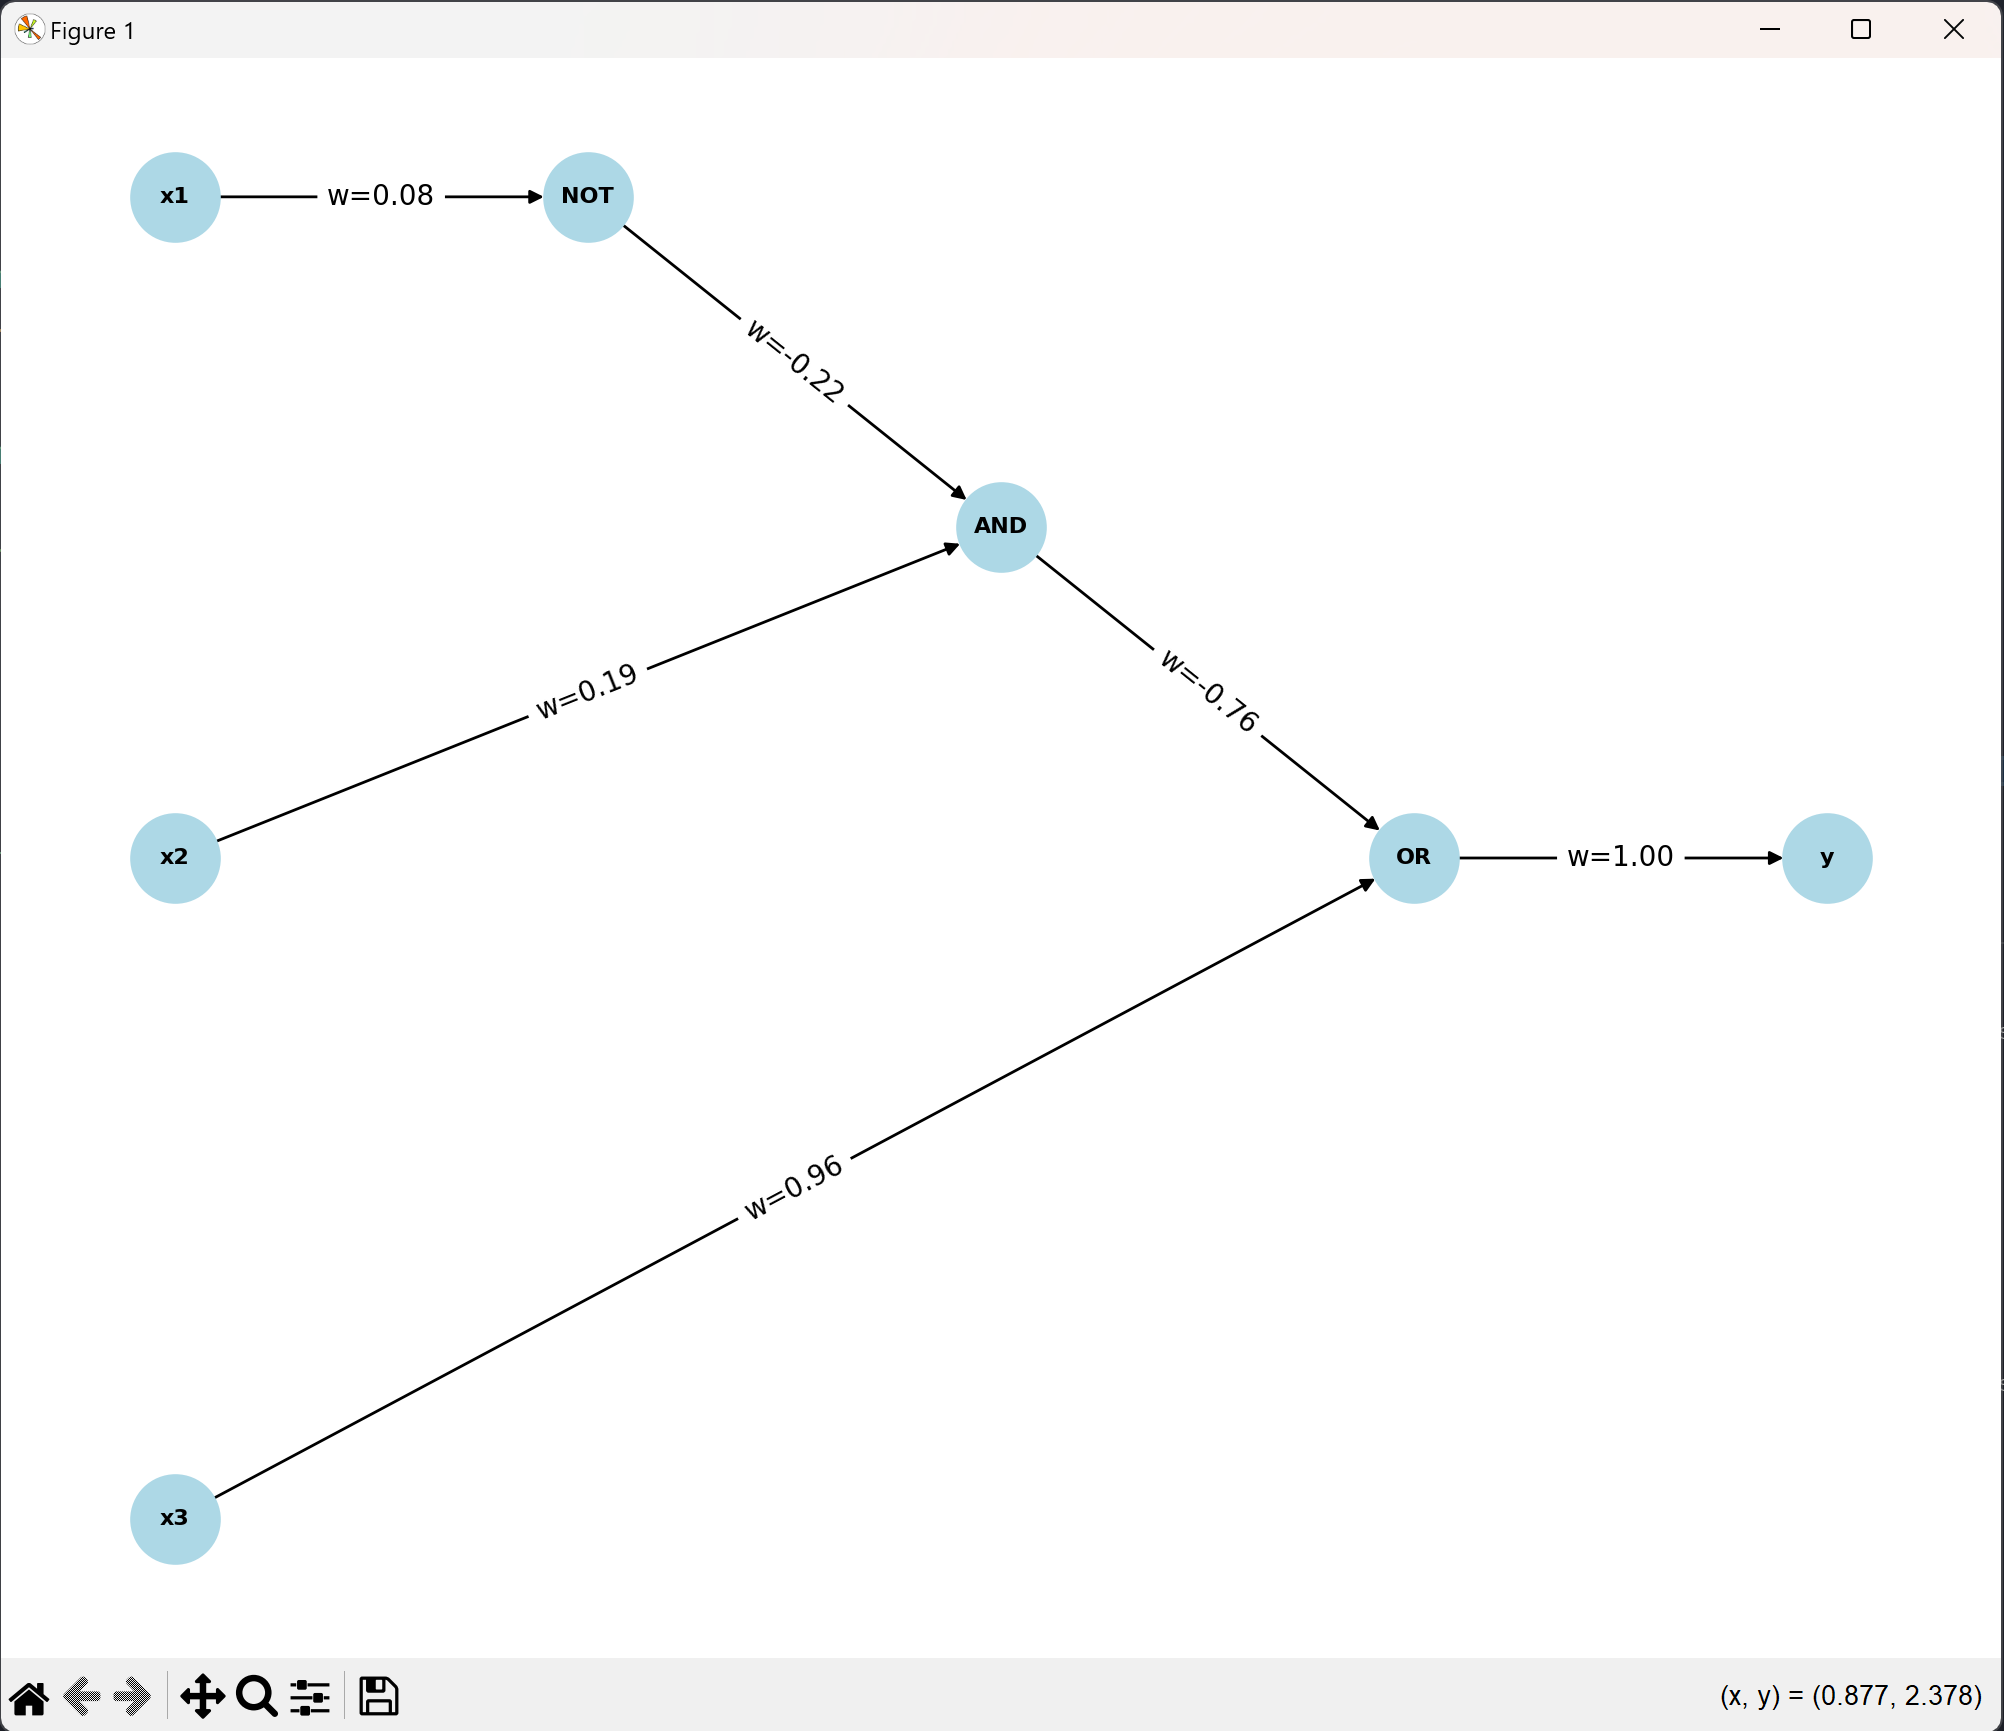 Figure 1
x1
w=0.08
NOT
w=-0.22
AND
w=0.19
w=-0.76
x2
OR
w=1.00
y
w=0.96
x3
(x, y) = (0.877, 2.378)